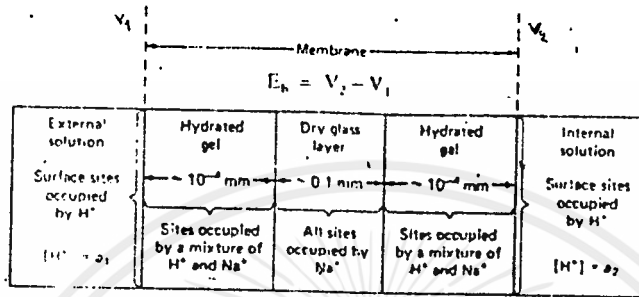 V₁
V₂
Membrane
E_b = V₂ − V₁
External
solution
Surface sites
occupied
by H⁺
[H⁺ = a₁
Hydrated
gel
~ 10⁻⁴ mm
Sites occupied
by a mixture of
H⁺ and Na⁺
Dry glass
layer
~ 0.1 mm
All sites
occupied by
Na⁺
Hydrated
gel
~ 10⁻⁴ mm
Sites occupied
by a mixture of
H⁺ and Na⁺
Internal
solution
Surface sites
occupied
by H⁺
[H⁺] = a₂